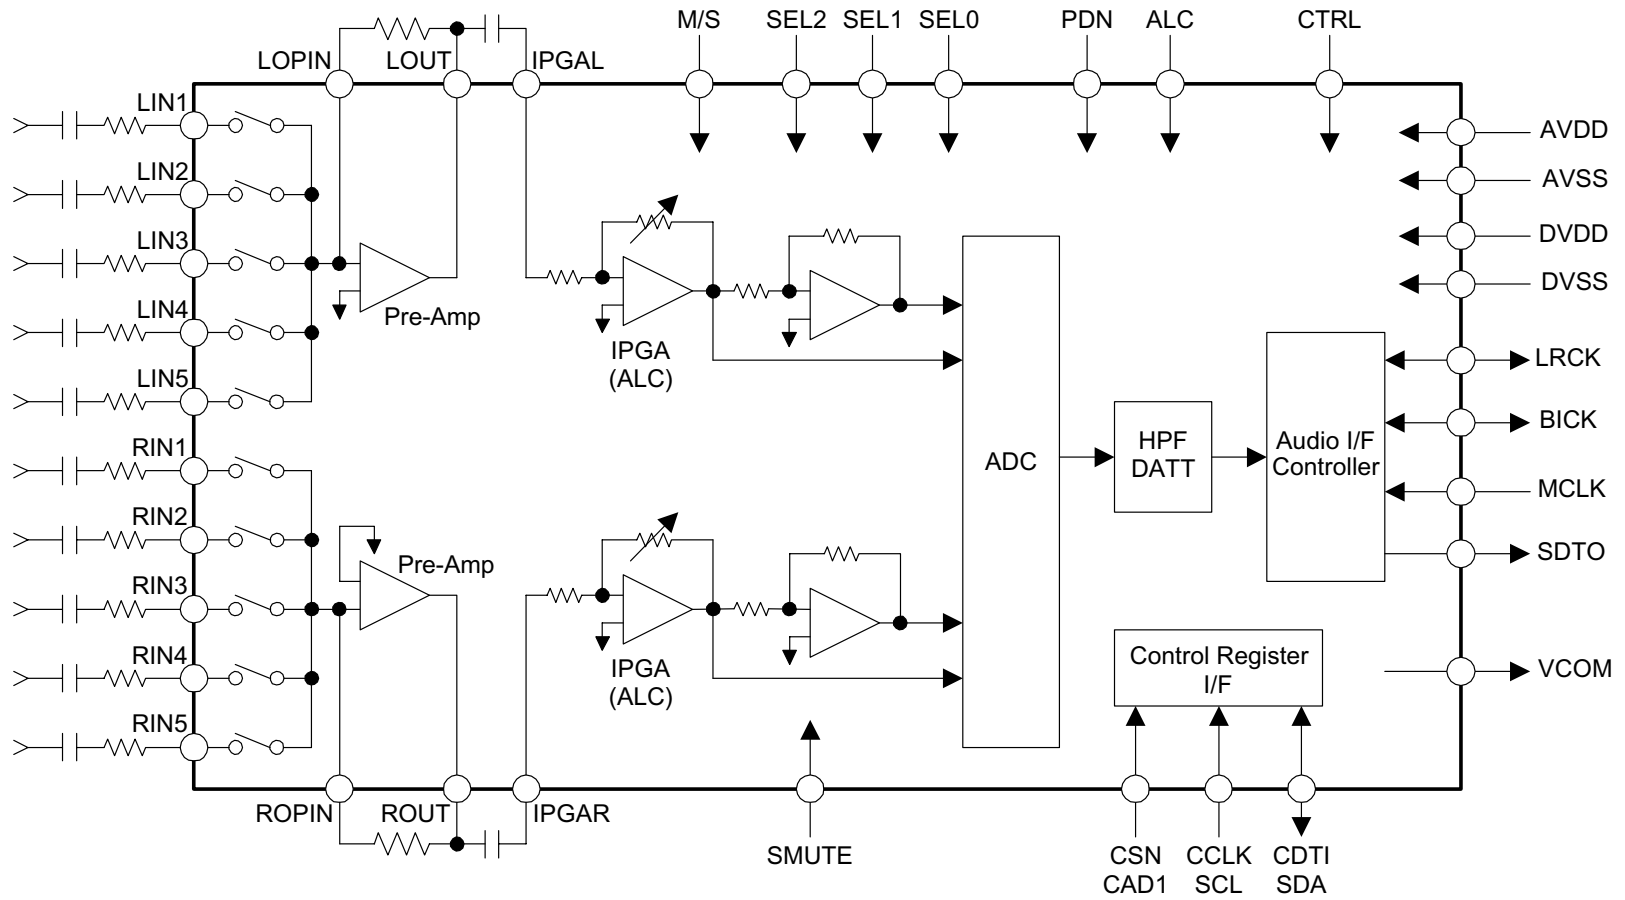 M/S
SEL2
SEL1
SEL0
PDN
ALC
CTRL
LOPIN
LOUT
IPGAL
LIN1
LIN2
LIN3
LIN4
LIN5
Pre-Amp
IPGA
(ALC)
AVDD
AVSS
DVDD
DVSS
LRCK
BICK
MCLK
SDTO
VCOM
ADC
HPF
DATT
Audio I/F
Controller
RIN1
RIN2
RIN3
RIN4
RIN5
Pre-Amp
IPGA
(ALC)
Control Register
I/F
ROPIN
ROUT
IPGAR
SMUTE
CSN
CAD1
CCLK
SCL
CDTI
SDA